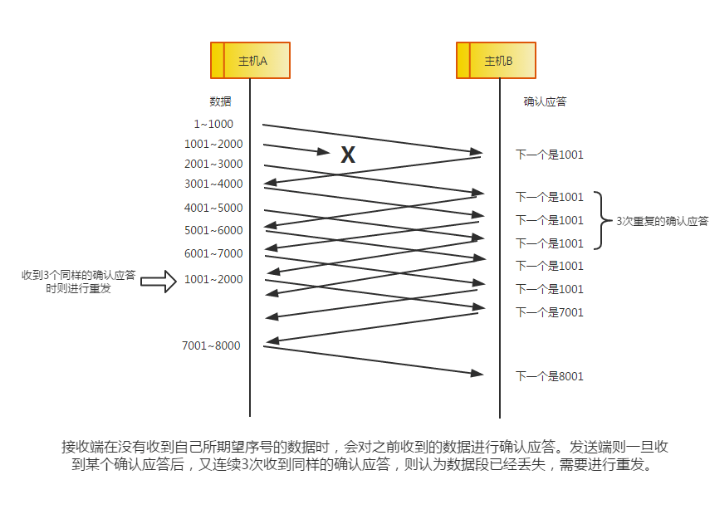 主机A
主机B
数据
确认应答
1~1000
1001~2000
X
下一个是1001
2001~3000
3001~4000
下一个是1001
4001~5000
下一个是1001
3次重复的确认应答
5001~6000
下一个是1001
6001~7000
下一个是1001
收到3个同样的确认应答
时则进行重发
1001~2000
下一个是1001
下一个是7001
7001~8000
下一个是8001
接收端在没有收到自己所期望序号的数据时，会对之前收到的数据进行确认应答。发送端则一旦收
到某个确认应答后，又连续3次收到同样的确认应答，则认为数据段已经丢失，需要进行重发。